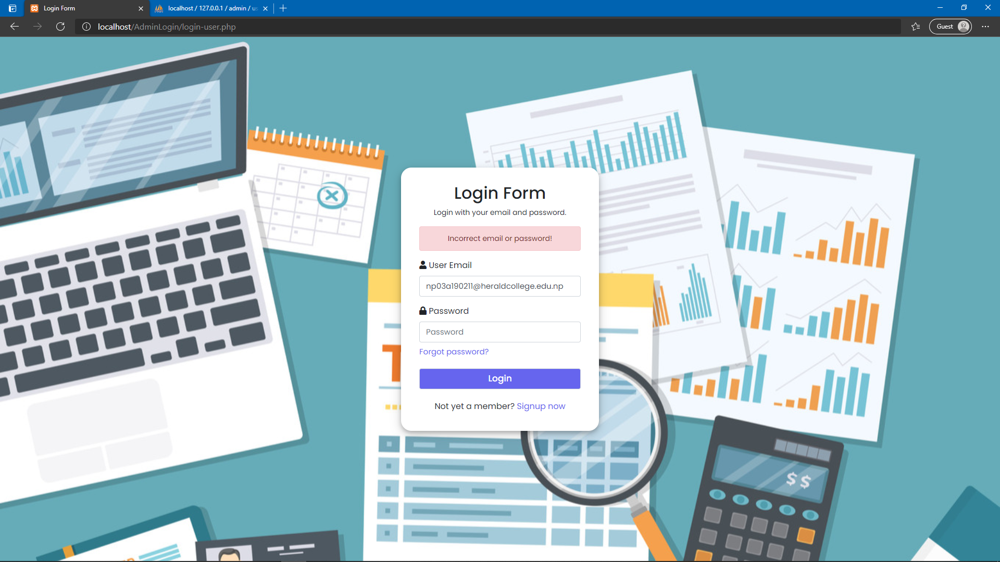 Login Form
localhost / 127.0.0.1 / admin / us
localhost/AdminLogin/login-user.php
Guest
Login Form
Login with your email and password.
Incorrect email or password!
User Email
np03a190211@heraldcollege.edu.np
Password
Password
Forgot password?
Login
Not yet a member? Signup now
T
$ $